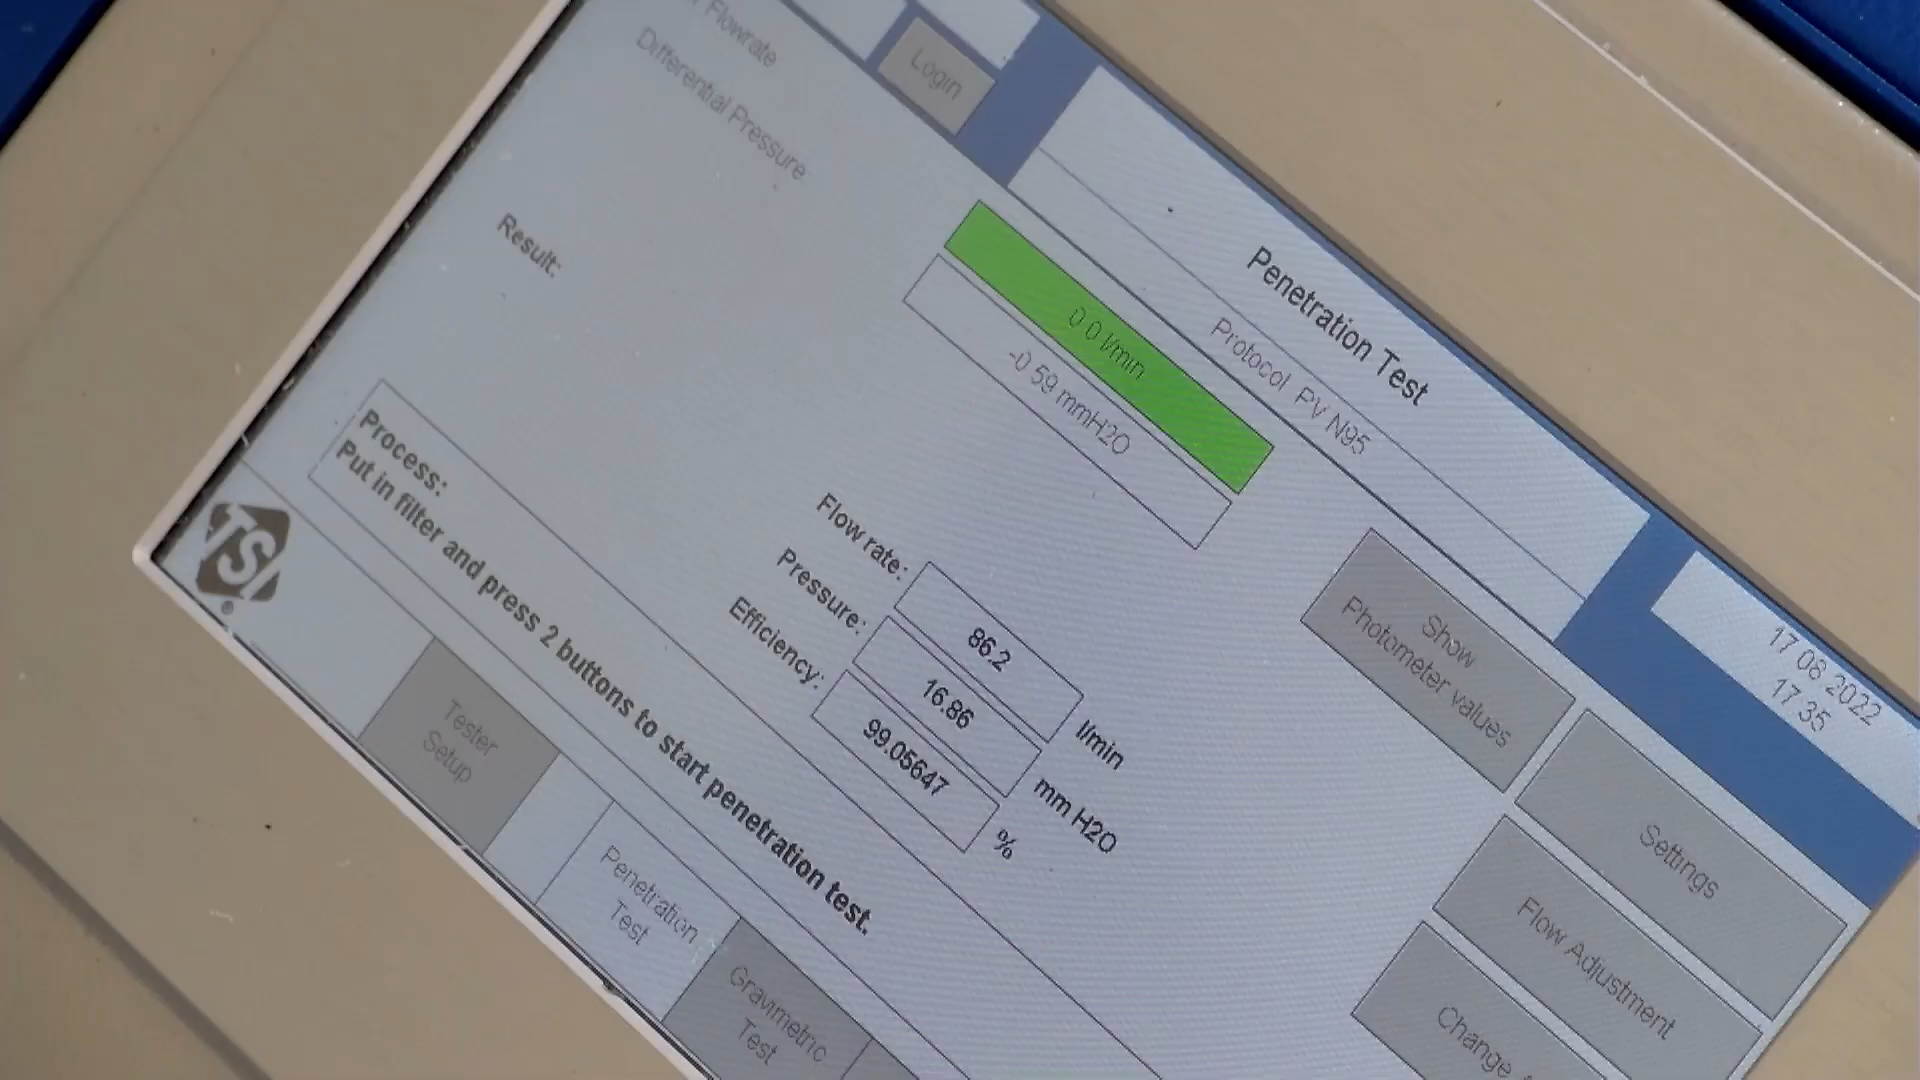 Flowrate
Login
Differential Pressure
Penetration Test
Protocol PV N95
17 08 2022
17 35
0 0 l/min
-0 59 mmH2O
Result:
Flow rate: 86.2 l/min
Pressure: 16.86 mm H2O
Efficiency: 99.05647 %
Show
Photometer values
Settings
Flow Adjustment
Change
Process:
Put in filter and press 2 buttons to start penetration test.
TSI®
Tester
Setup
Penetration
Test
Gravimetric
Test